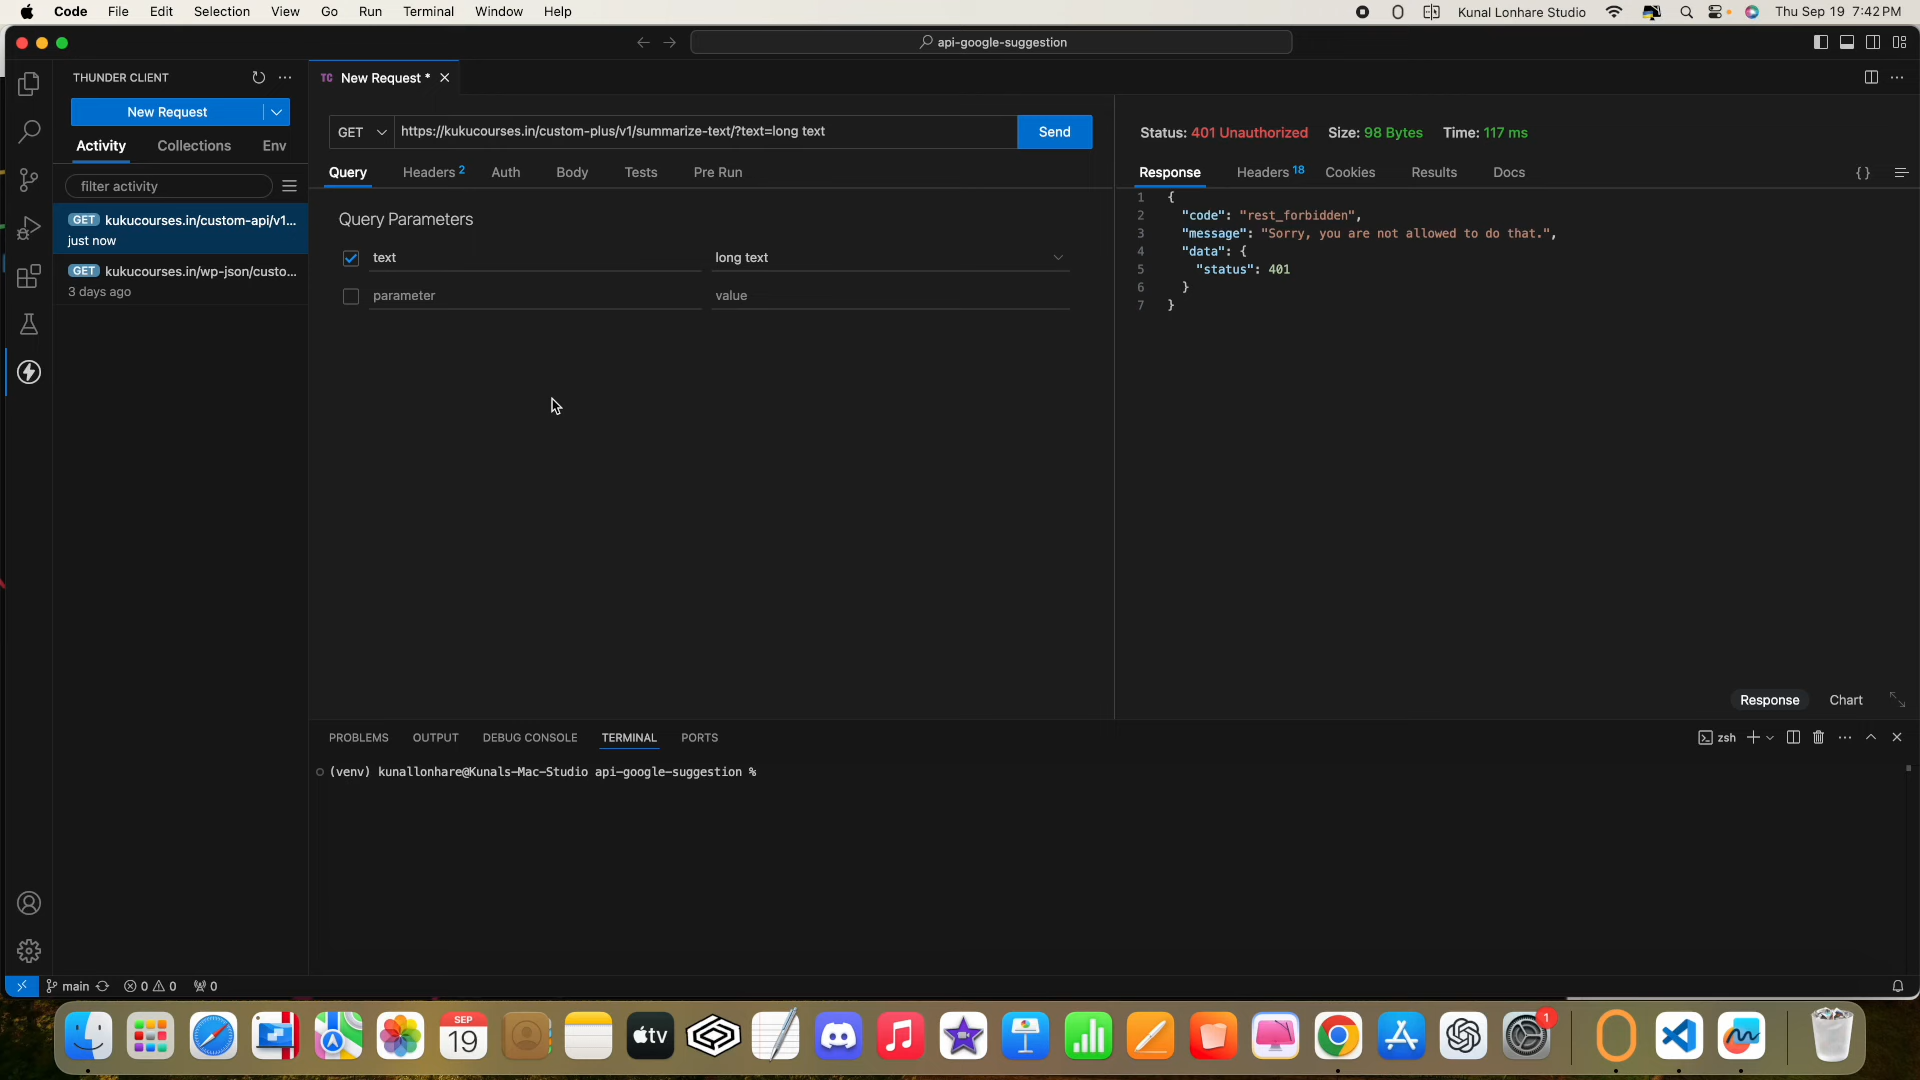 Code File Edit Selection View Go Run Terminal Window Help
Kunal Lonhare Studio Thu Sep 19 7:42 PM
api-google-suggestion
THUNDER CLIENT
New Request
Activity Collections Env
filter activity
GET kukucourses.in/custom-api/v1...
just now
GET kukucourses.in/wp-json/custo...
3 days ago
TC New Request *
GET https://kukucourses.in/custom-plus/v1/summarize-text/?text=long text Send
Query Headers 2 Auth Body Tests Pre Run
Query Parameters
text long text
parameter value
Status: 401 Unauthorized Size: 98 Bytes Time: 117 ms
Response Headers 18 Cookies Results Docs {}
1 {
2 "code": "rest_forbidden",
3 "message": "Sorry, you are not allowed to do that.",
4 "data": {
5 "status": 401
6 }
7 }
Response Chart
PROBLEMS OUTPUT DEBUG CONSOLE TERMINAL PORTS
zsh
(venv) kunallonhare@Kunals-Mac-Studio api-google-suggestion %
main 0 0 0
SEP
19
tv
1